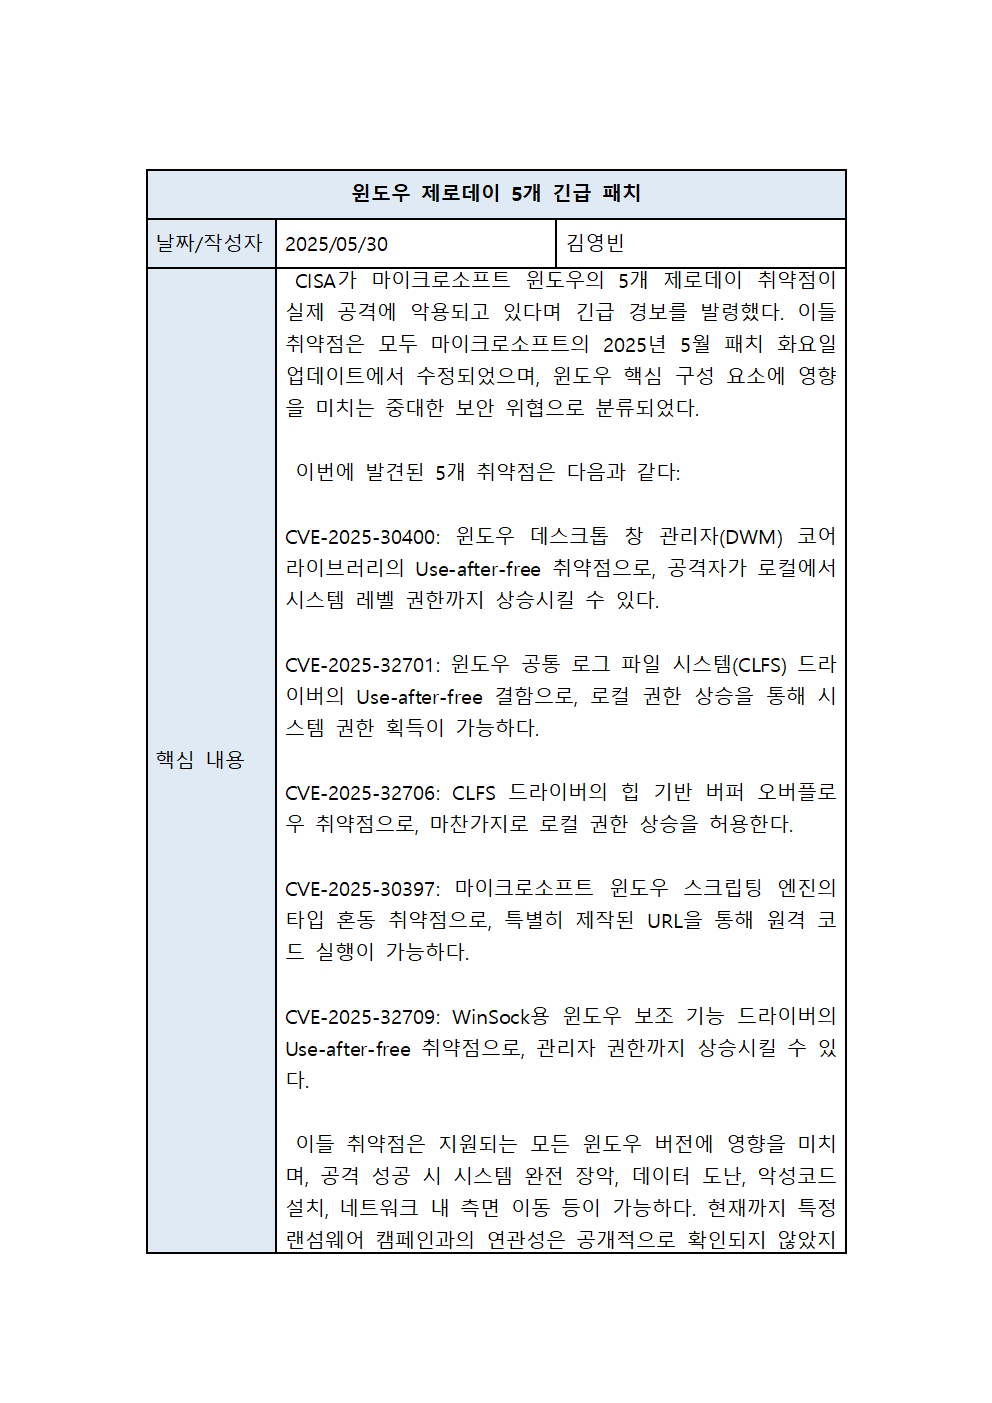 윈도우 제로데이 5개 긴급 패치
날짜/작성자 2025/05/30 김영빈
핵심 내용
CISA가 마이크로소프트 윈도우의 5개 제로데이 취약점이
실제 공격에 악용되고 있다며 긴급 경보를 발령했다. 이들
취약점은 모두 마이크로소프트의 2025년 5월 패치 화요일
업데이트에서 수정되었으며, 윈도우 핵심 구성 요소에 영향
을 미치는 중대한 보안 위협으로 분류되었다.
이번에 발견된 5개 취약점은 다음과 같다:
CVE-2025-30400: 윈도우 데스크톱 창 관리자(DWM) 코어
라이브러리의 Use-after-free 취약점으로, 공격자가 로컬에서
시스템 레벨 권한까지 상승시킬 수 있다.
CVE-2025-32701: 윈도우 공통 로그 파일 시스템(CLFS) 드라
이버의 Use-after-free 결함으로, 로컬 권한 상승을 통해 시
스템 권한 획득이 가능하다.
CVE-2025-32706: CLFS 드라이버의 힙 기반 버퍼 오버플로
우 취약점으로, 마찬가지로 로컬 권한 상승을 허용한다.
CVE-2025-30397: 마이크로소프트 윈도우 스크립팅 엔진의
타입 혼동 취약점으로, 특별히 제작된 URL을 통해 원격 코
드 실행이 가능하다.
CVE-2025-32709: WinSock용 윈도우 보조 기능 드라이버의
Use-after-free 취약점으로, 관리자 권한까지 상승시킬 수 있
다.
이들 취약점은 지원되는 모든 윈도우 버전에 영향을 미치
며, 공격 성공 시 시스템 완전 장악, 데이터 도난, 악성코드
설치, 네트워크 내 측면 이동 등이 가능하다. 현재까지 특정
랜섬웨어 캠페인과의 연관성은 공개적으로 확인되지 않았지